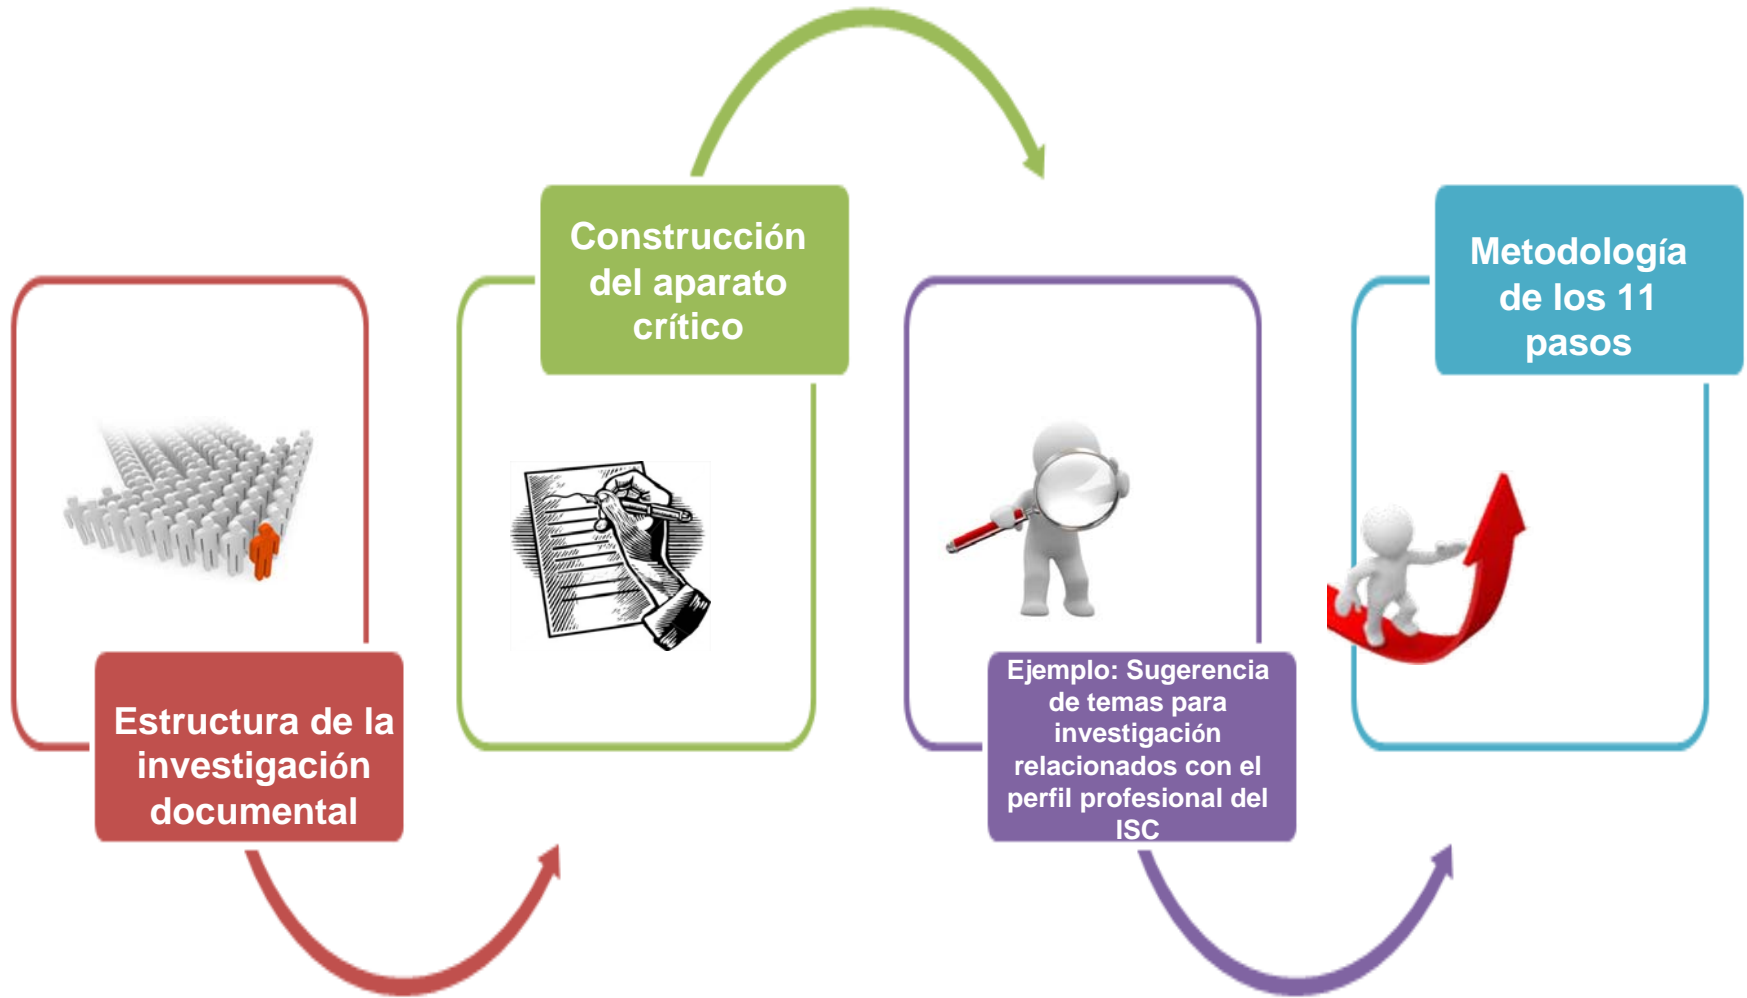 Estructura de la
investigación
documental
Construcción
del aparato
crítico
Ejemplo: Sugerencia
de temas para
investigación
relacionados con el
perfil profesional del
ISC
Metodología
de los 11
pasos